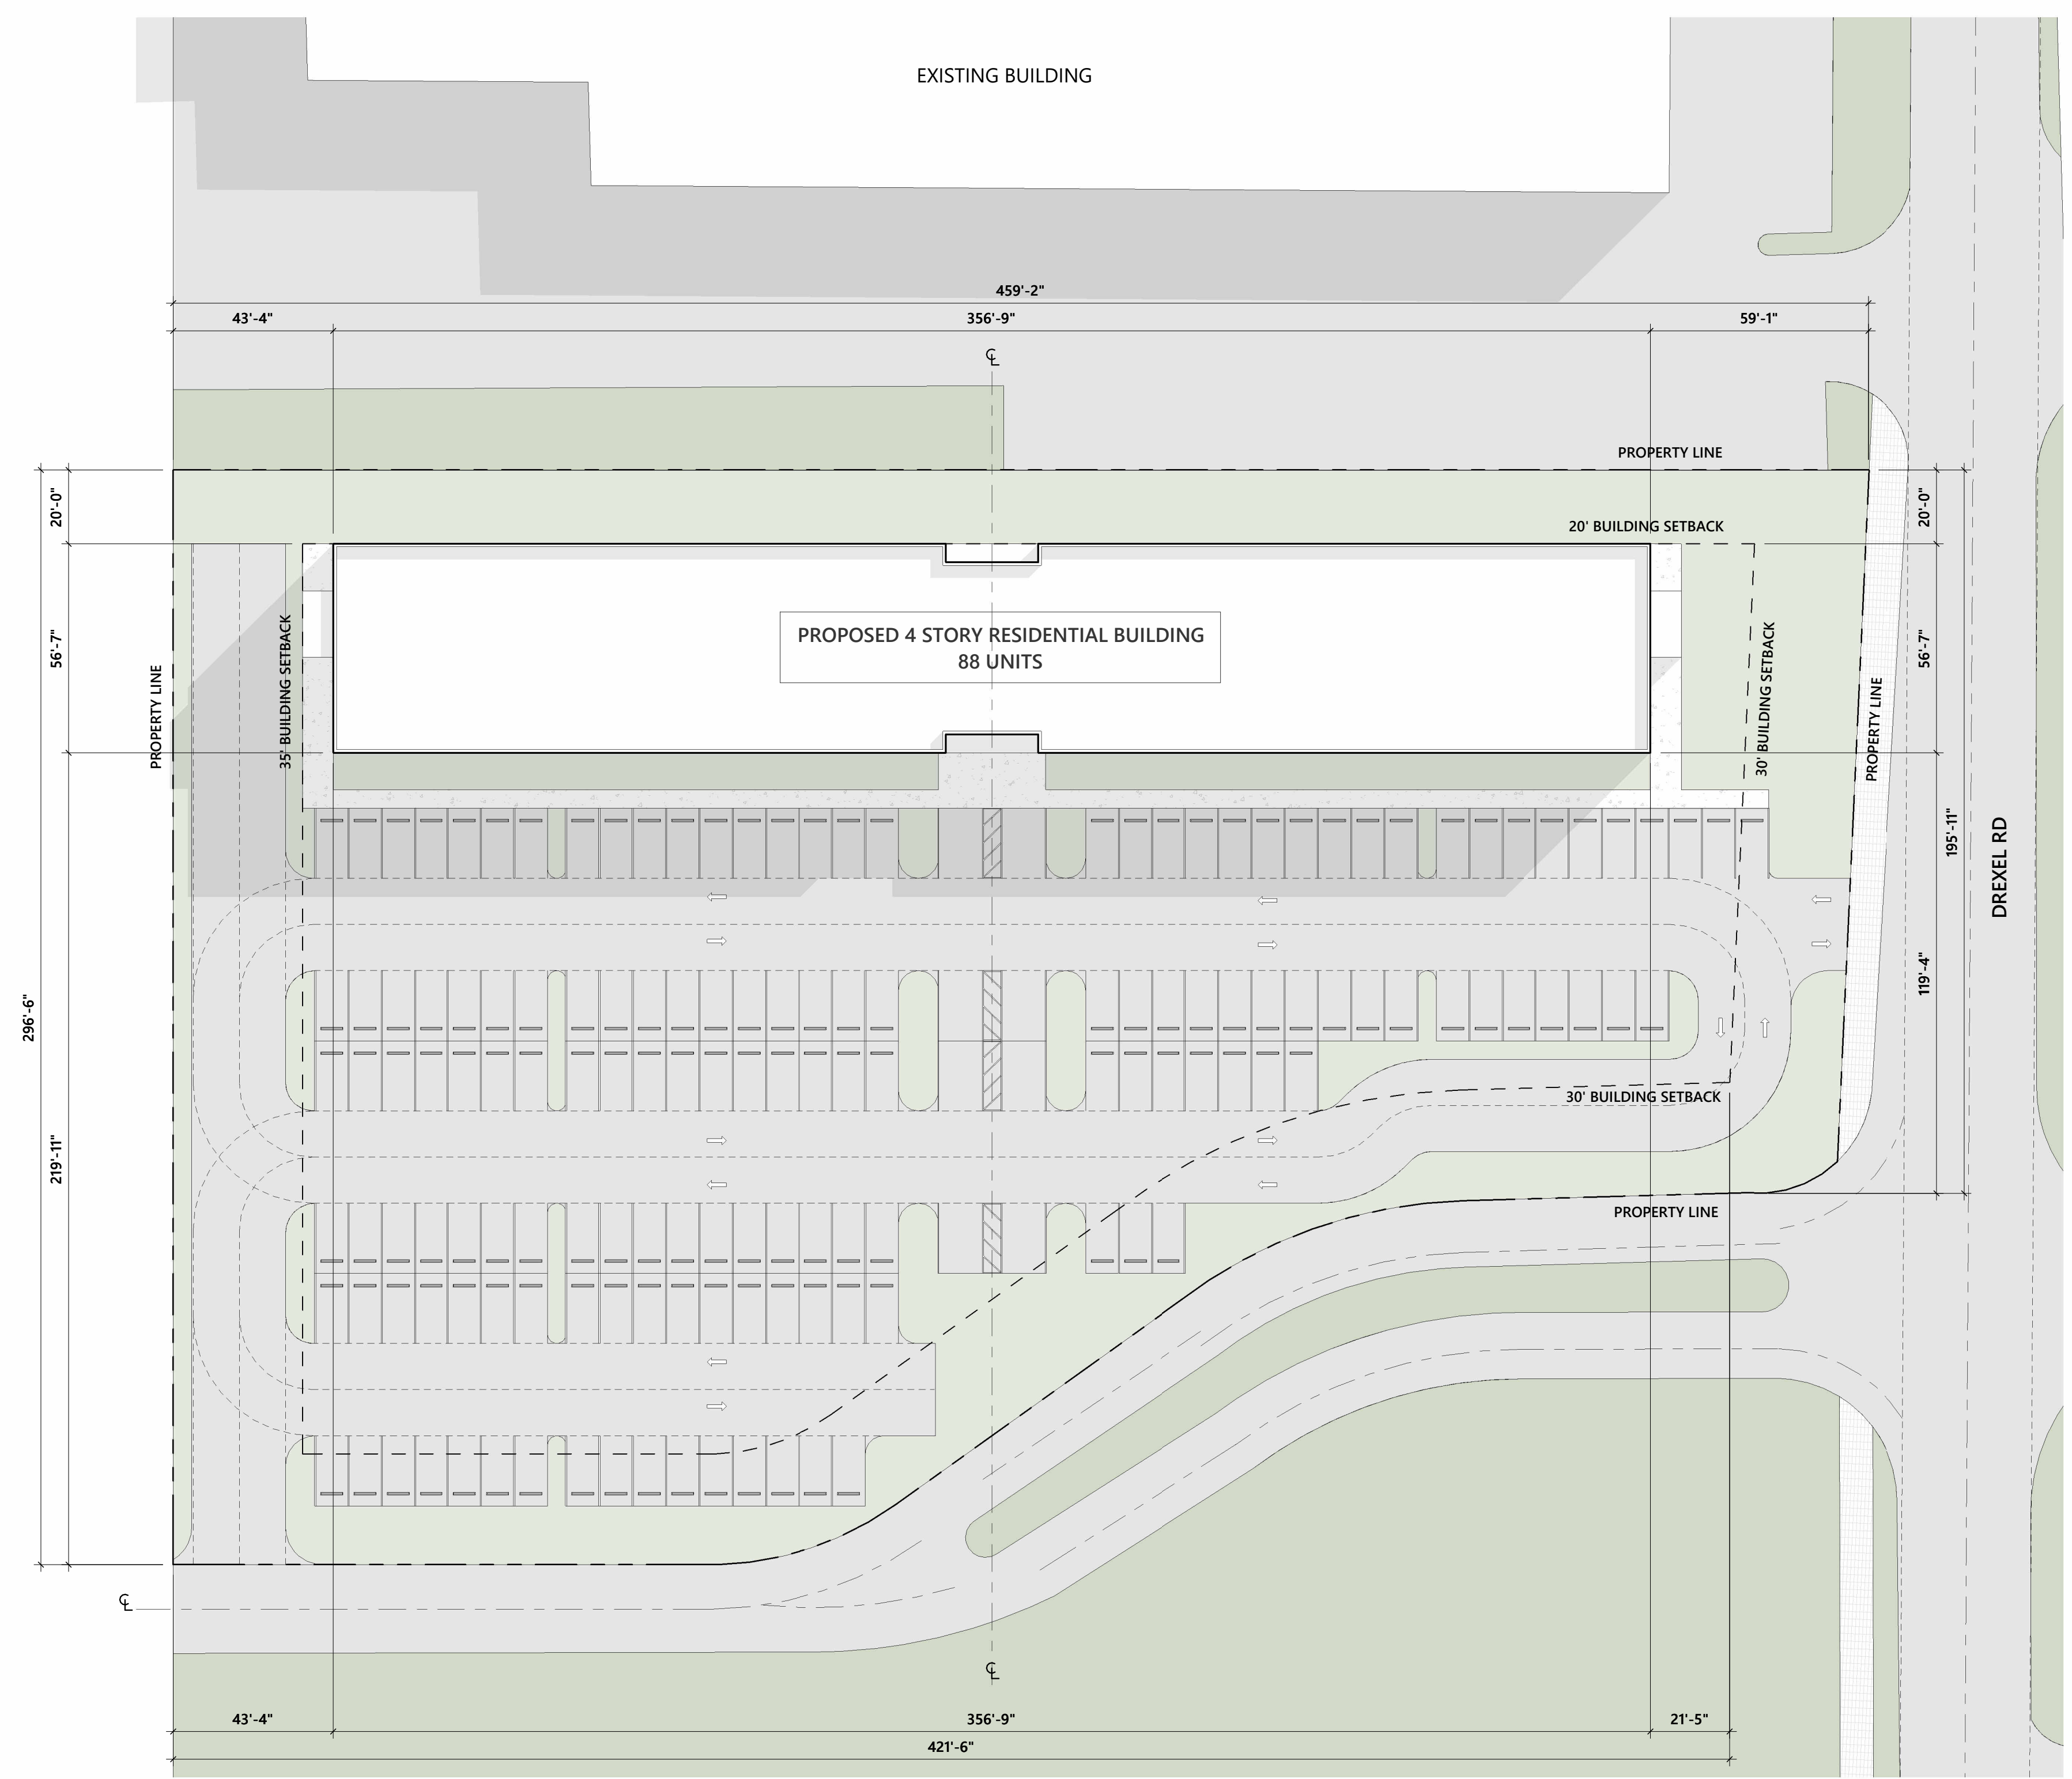 EXISTING BUILDING
459'-2"
43'-4"
356'-9"
59'-1"
℄
PROPERTY LINE
20'-0"
20'-0"
20' BUILDING SETBACK
PROPOSED 4 STORY RESIDENTIAL BUILDING
88 UNITS
56'-7"
PROPERTY LINE
35' BUILDING SETBACK
30' BUILDING SETBACK
PROPERTY LINE
56'-7"
195'-11"
DREXEL RD
296'-6"
119'-4"
219'-11"
30' BUILDING SETBACK
PROPERTY LINE
℄
℄
43'-4"
356'-9"
21'-5"
421'-6"